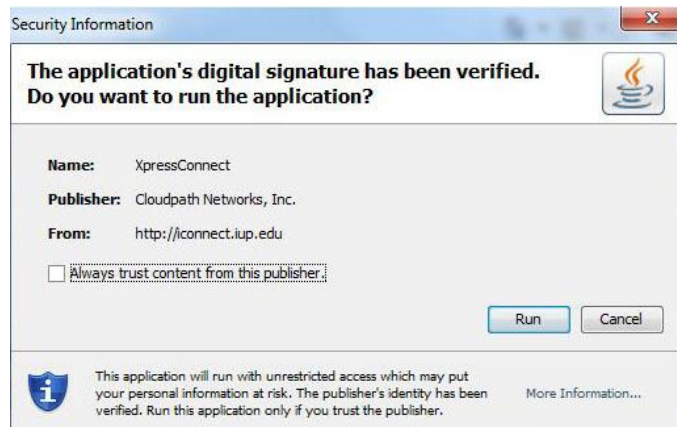 Security Information
The application's digital signature has been verified.
Do you want to run the application?
Name: XpressConnect
Publisher: Cloudpath Networks, Inc.
From: http://iconnect.iup.edu
Always trust content from this publisher.
Run Cancel
This application will run with unrestricted access which may put
your personal information at risk. The publisher's identity has been
verified. Run this application only if you trust the publisher.
More Information...